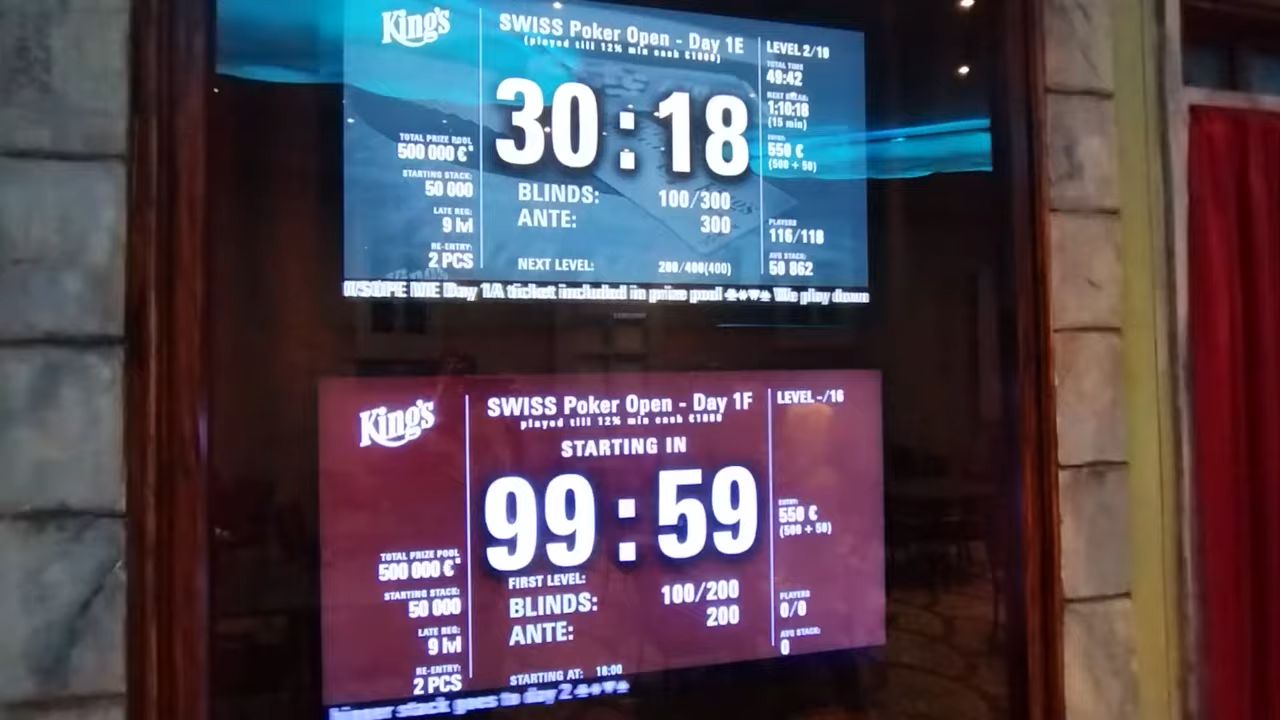 King's
SWISS Poker Open - Day 1E
(played till 12% min cash €1080)
30:18
BLINDS: 100/300
ANTE: 300
NEXT LEVEL: 200/400(400)
TOTAL PRIZE POOL
500 000 €*
STARTING STACK:
50 000
LATE REG:
9 lvl
RE-ENTRY:
2 PCS
LEVEL 2/16
TOTAL TIME
49:42
NEXT BREAK:
1:10:18
(15 min)
ENTRY:
550 €
(500 + 50)
PLAYERS
116/118
AVG STACK:
50 862
Day 1A ticket included in prize pool ♣♦♥♠ We play down
King's
SWISS Poker Open - Day 1F
played till 12% min cash €1080
STARTING IN
99:59
FIRST LEVEL:
BLINDS: 100/200
ANTE: 200
STARTING AT: 18:00
TOTAL PRIZE POOL
500 000 €*
STARTING STACK:
50 000
LATE REG:
9 lvl
RE-ENTRY:
2 PCS
LEVEL -/16
ENTRY:
550 €
(500 + 50)
PLAYERS
0/0
AVG STACK:
0
bigger stack goes to day 2 ♣♦♥♠